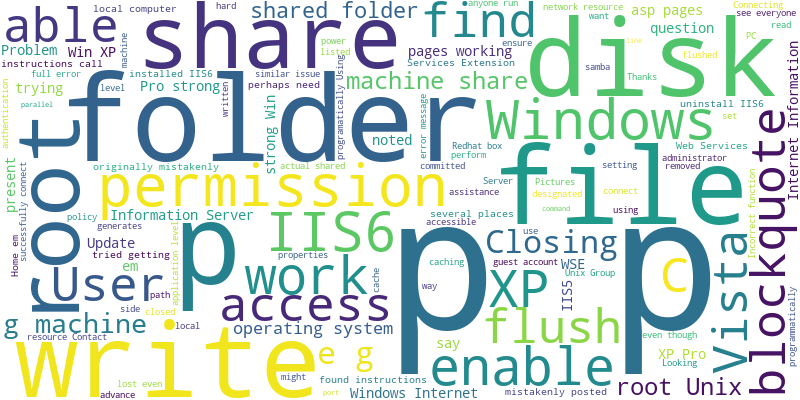 able
local computer
hard
shared folder
anyone run
find
network resource
want
asp pages
Connecting
see everyone
PC
Problem
Win XP
machine
share
power
listed
pages working
ensure
disk
question
read
instructions call
Services Extension
line
full error
installed IIS6
similar issue
perhaps need
machine share
samba
Thanks
flushed
trying
level
Pro strong
written
strong Win
programatically Using
error message
Windows
uninstall IIS6
set
authentication
parallel
folder
noted
Redhat box
perform
Web Services
administrator
removed
Internet Information
root
originally mistakenly
actual shared
committed
file
setting
Incorrect function
present
successfully connect
permission
assistance
Server
Pictures
designated
connect
using
command
blockquote
policy
Information Server
p
IIS6
several places
accessible
Closing
p
p
Vista
Home em
generates
Update
tried getting
em
application level
properties
use
caching
guest account
WSE
Unix Group
c
User
path
work
cache
way
XP
IIS5
programmatically
g machine
side
closed
local
access
operating system
flush
say
even though
XP Pro
Looking
resource Contact
write
e g
found instructions
enable
root Unix
lost even
advance
might
Windows Internet
port
mistakenly posted